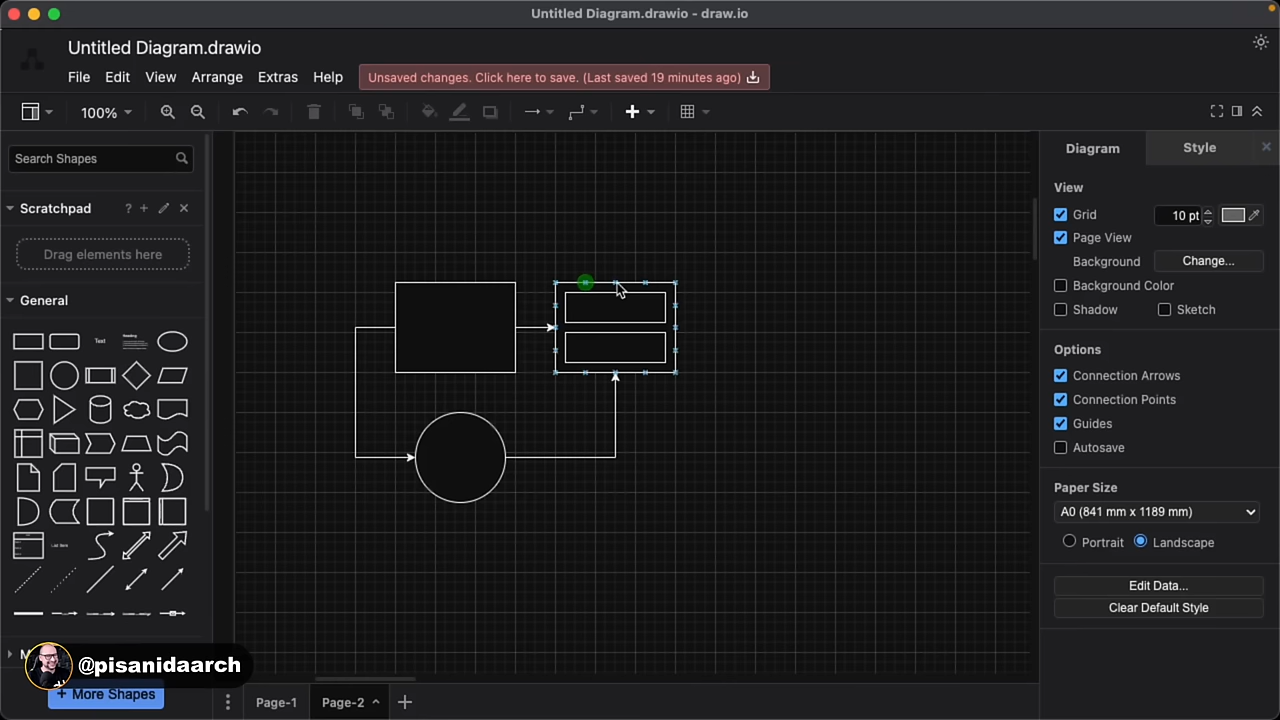 Untitled Diagram.drawio - draw.io
Untitled Diagram.drawio
File Edit View Arrange Extras Help
Unsaved changes. Click here to save. (Last saved 19 minutes ago)
100%
Search Shapes
Scratchpad
?
Drag elements here
General
Text
Heading
List Item
@pisanidaarch
+ More Shapes
Page-1
Page-2
Diagram
Style
View
Grid
10 pt
Page View
Background
Change...
Background Color
Shadow
Sketch
Options
Connection Arrows
Connection Points
Guides
Autosave
Paper Size
A0 (841 mm x 1189 mm)
Portrait
Landscape
Edit Data...
Clear Default Style